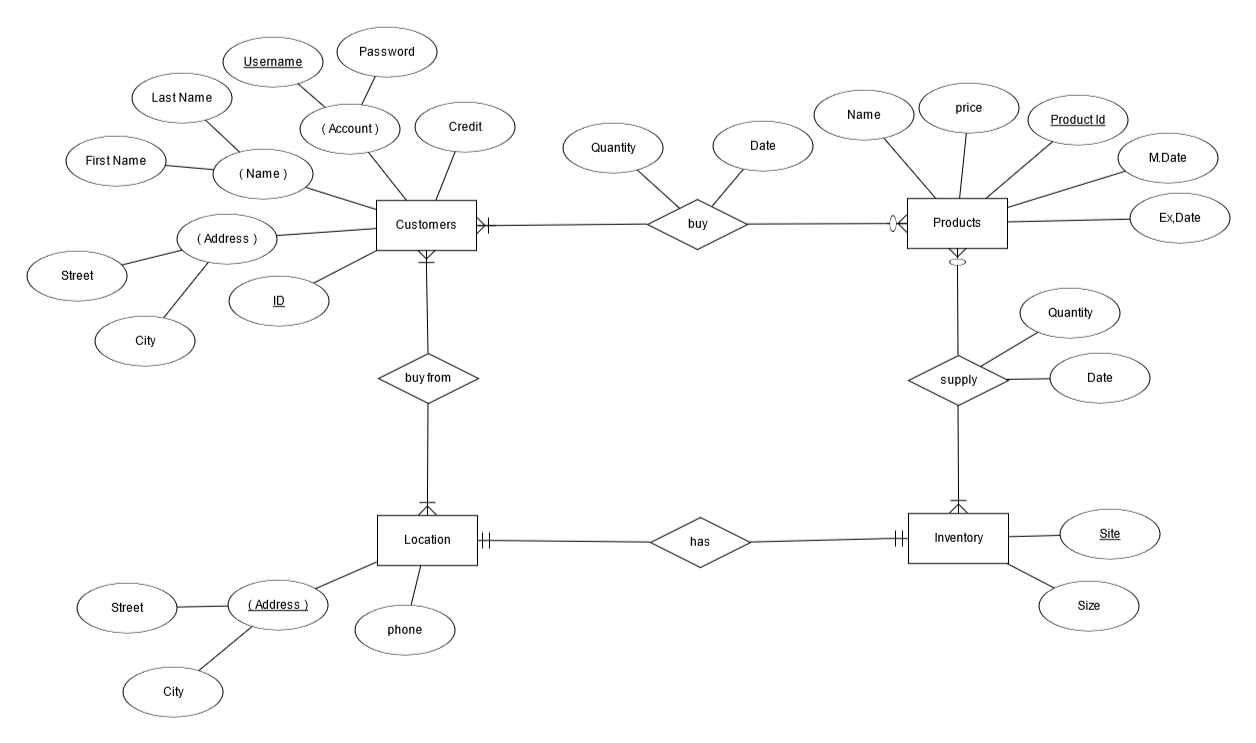 Username
Password
Last Name
( Account )
Credit
First Name
( Name )
( Address )
Street
City
ID
Customers
Quantity
Date
buy
Name
price
Product Id
M.Date
Ex,Date
Products
buy from
Quantity
supply
Date
Location
has
Inventory
Site
Size
Street
( Address )
City
phone